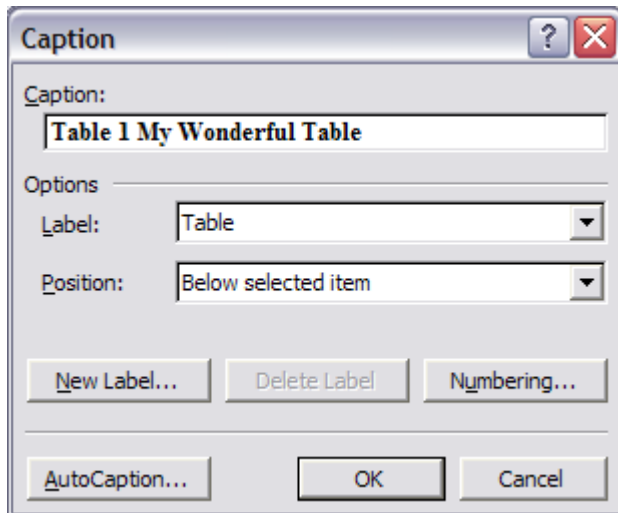 Caption
Caption:
Table 1 My Wonderful Table
Options
Label: Table
Position: Below selected item
New Label... Delete Label Numbering...
AutoCaption... OK Cancel